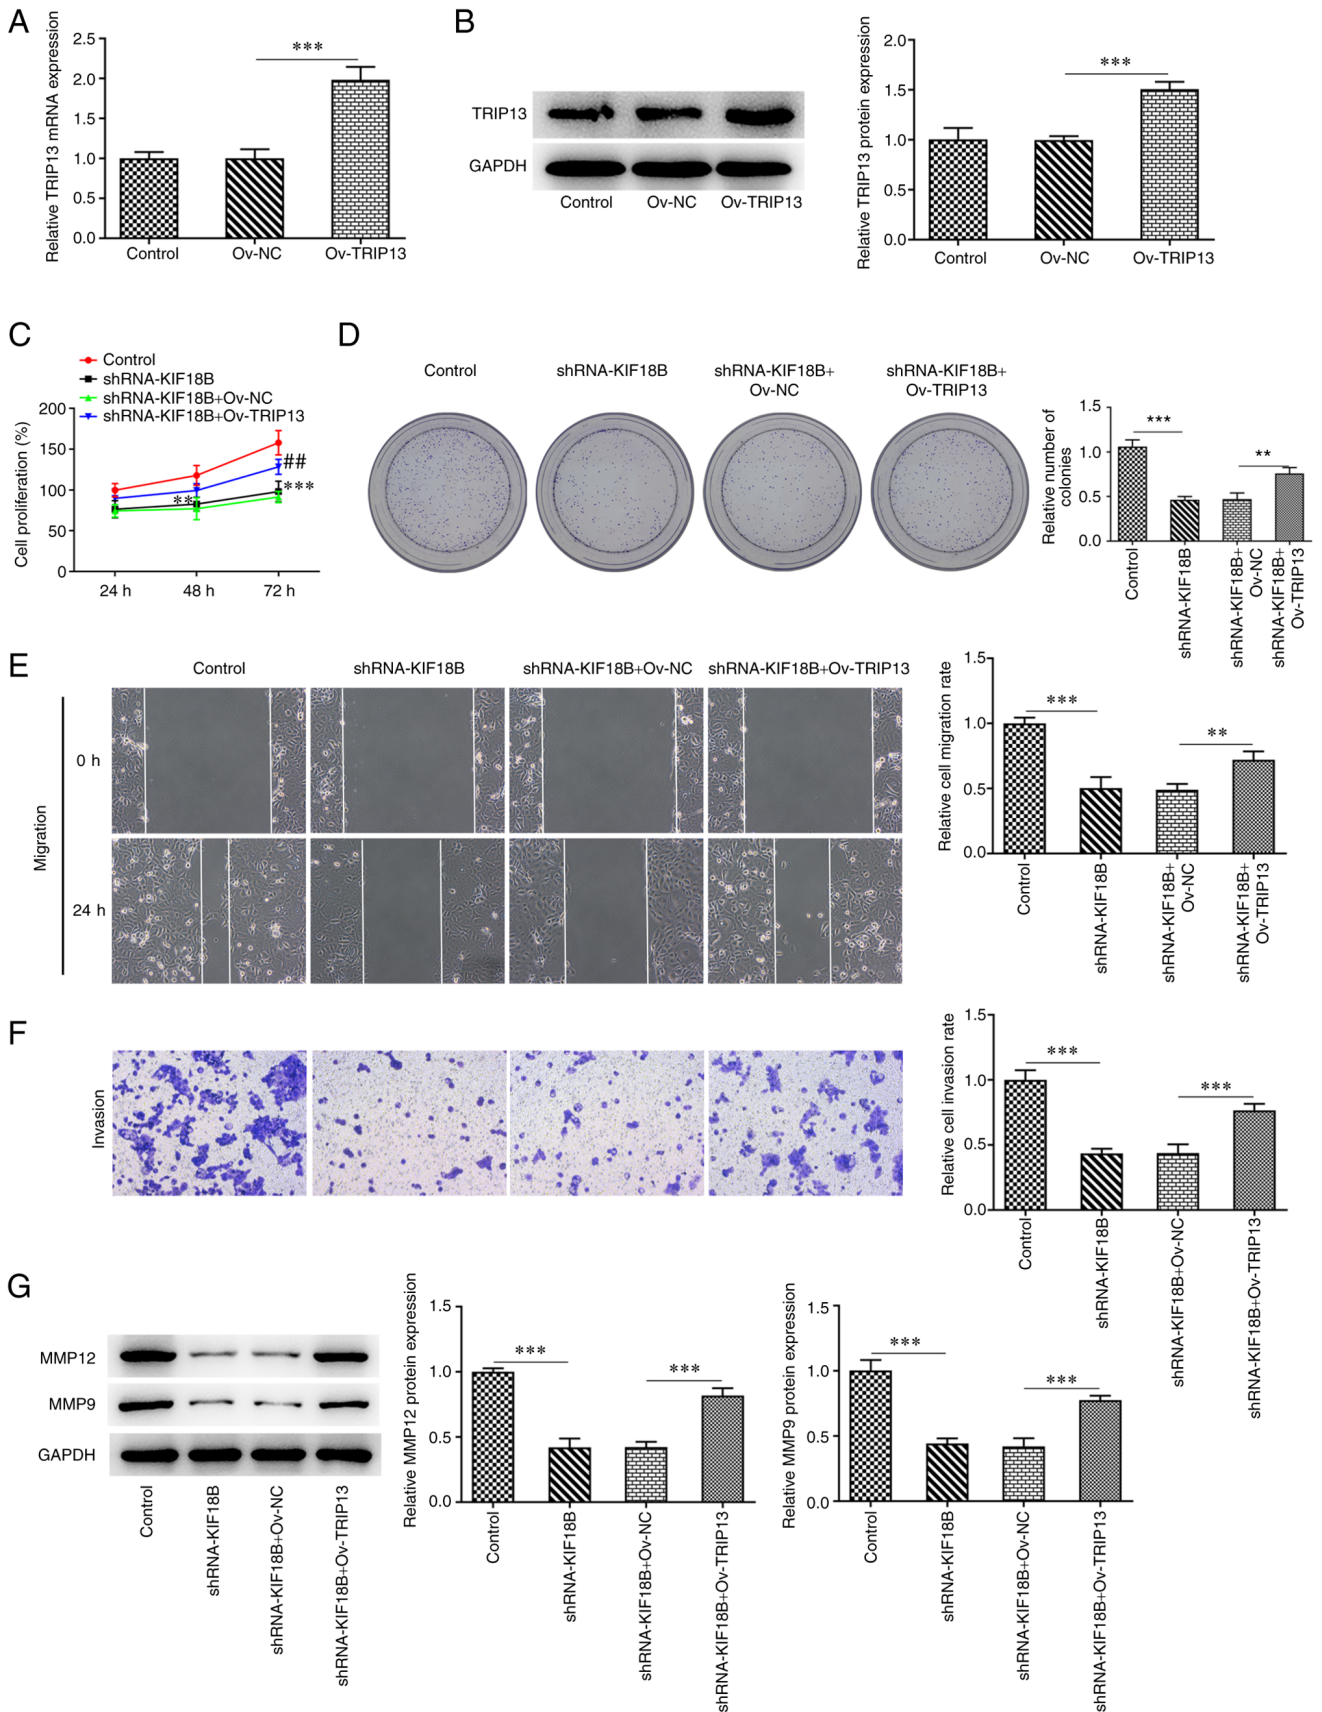 A
Relative TRIP13 mRNA expression
2.5
2.0
1.5
1.0
0.5
0.0
***
Control
Ov-NC
Ov-TRIP13
B
TRIP13
GAPDH
Control
Ov-NC
Ov-TRIP13
Relative TRIP13 protein expression
2.0
1.5
1.0
0.5
0.0
***
Control
Ov-NC
Ov-TRIP13
C
Control
shRNA-KIF18B
shRNA-KIF18B+Ov-NC
shRNA-KIF18B+Ov-TRIP13
Cell proliferation (%)
200
150
100
50
0
**
##
***
24 h
48 h
72 h
D
Control
shRNA-KIF18B
shRNA-KIF18B+
Ov-NC
shRNA-KIF18B+
Ov-TRIP13
Relative number of
colonies
1.5
1.0
0.5
0.0
***
**
Control
shRNA-KIF18B
shRNA-KIF18B+
Ov-NC
shRNA-KIF18B+
Ov-TRIP13
E
Control
shRNA-KIF18B
shRNA-KIF18B+Ov-NC
shRNA-KIF18B+Ov-TRIP13
Migration
0 h
24 h
Relative cell migration rate
1.5
1.0
0.5
0.0
***
**
Control
shRNA-KIF18B
shRNA-KIF18B+
Ov-NC
shRNA-KIF18B+
Ov-TRIP13
F
Invasion
Relative cell invasion rate
1.5
1.0
0.5
0.0
***
***
Control
shRNA-KIF18B
shRNA-KIF18B+Ov-NC
shRNA-KIF18B+Ov-TRIP13
G
MMP12
MMP9
GAPDH
Control
shRNA-KIF18B
shRNA-KIF18B+Ov-NC
shRNA-KIF18B+Ov-TRIP13
Relative MMP12 protein expression
1.5
1.0
0.5
0.0
***
***
Control
shRNA-KIF18B
shRNA-KIF18B+Ov-NC
shRNA-KIF18B+Ov-TRIP13
Relative MMP9 protein expression
1.5
1.0
0.5
0.0
***
***
Control
shRNA-KIF18B
shRNA-KIF18B+Ov-NC
shRNA-KIF18B+Ov-TRIP13